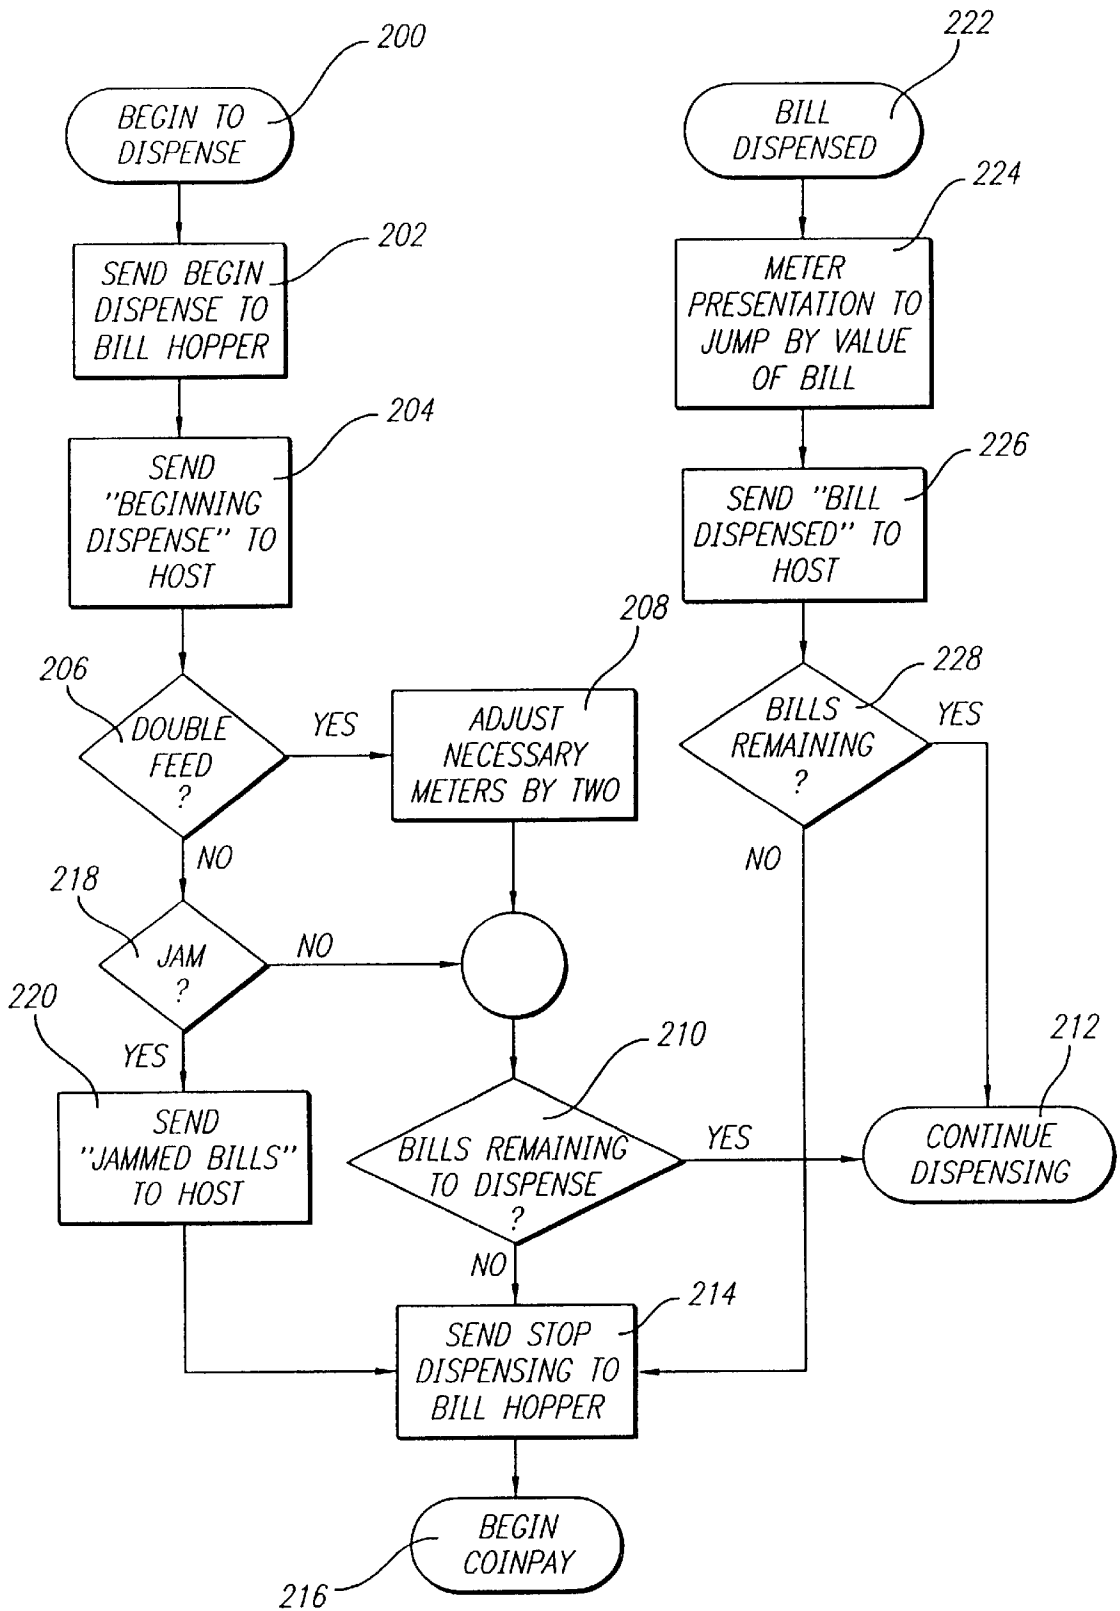 200
BEGIN TO
DISPENSE
202
SEND BEGIN
DISPENSE TO
BILL HOPPER
204
SEND
"BEGINNING
DISPENSE" TO
HOST
206
DOUBLE
FEED
?
YES
NO
208
ADJUST
NECESSARY
METERS BY TWO
218
JAM
?
NO
YES
220
SEND
"JAMMED BILLS"
TO HOST
210
BILLS REMAINING
TO DISPENSE
?
YES
NO
214
SEND STOP
DISPENSING TO
BILL HOPPER
BEGIN
COINPAY
216
222
BILL
DISPENSED
224
METER
PRESENTATION TO
JUMP BY VALUE
OF BILL
226
SEND "BILL
DISPENSED" TO
HOST
228
BILLS
REMAINING
?
YES
NO
212
CONTINUE
DISPENSING